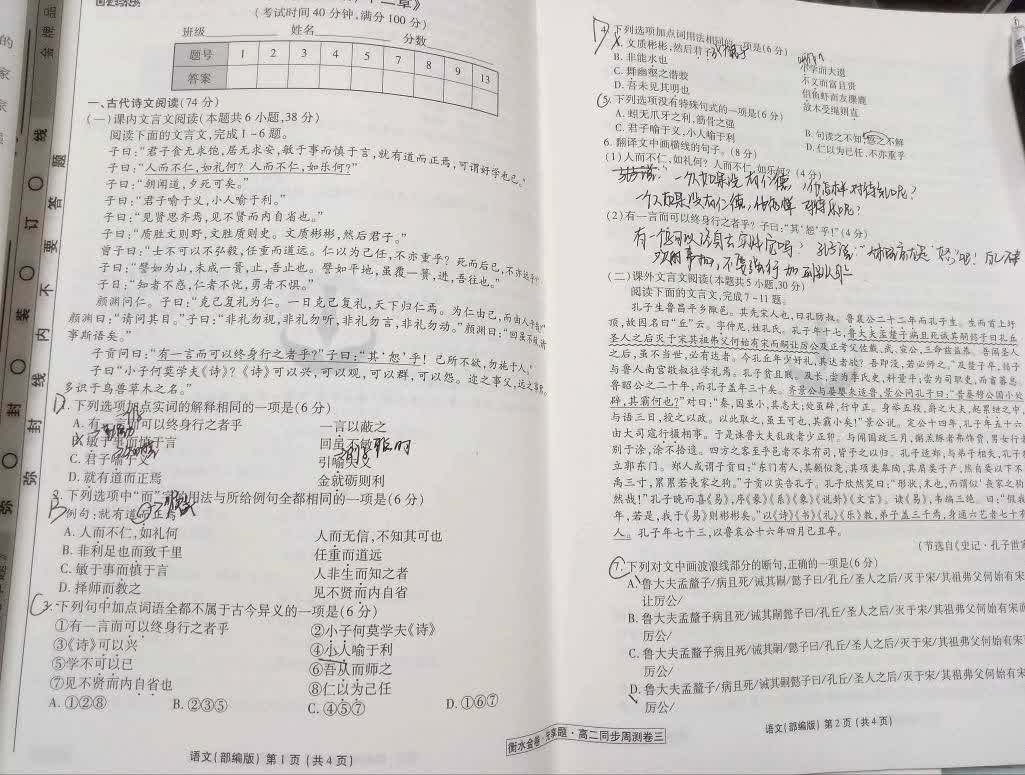 十二章》
(考试时间40分钟,满分100分)
班级 姓名 分数
题号 1 2 3 4 5 7 8 9 13
答案
一、古代诗文阅读(74分)
(一)课内文言文阅读(本题共6小题,38分)
阅读下面的文言文,完成1~6题。
子曰:“君子食无求饱,居无求安,敏于事而慎于言,就有道而正焉,可谓好学也已。”
子曰:“人而不仁,如礼何?人而不仁,如乐何?”
子曰:“朝闻道,夕死可矣。”
子曰:“君子喻于义,小人喻于利。”
子曰:“见贤思齐焉,见不贤而内自省也。”
子曰:“质胜文则野,文胜质则史。文质彬彬,然后君子。”
曾子曰:“士不可以不弘毅,任重而道远。仁以为己任,不亦重乎?死而后已,不亦远乎?”
子曰:“譬如为山,未成一篑,止,吾止也。譬如平地,虽覆一篑,进,吾往也。”
子曰:“知者不惑,仁者不忧,勇者不惧。”
颜渊问仁。子曰:“克己复礼为仁。一日克己复礼,天下归仁焉。为仁由己,而由人乎哉?”
颜渊曰:“请问其目。”子曰:“非礼勿视,非礼勿听,非礼勿言,非礼勿动。”颜渊曰:“回虽不敏,请
事斯语矣。”
子贡问曰:“有一言而可以终身行之者乎?”子曰:“其‘恕’乎!己所不欲,勿施于人。”
子曰“小子何莫学夫《诗》?《诗》可以兴,可以观,可以群,可以怨。迩之事父,远之事君,
多识于鸟兽草木之名。”
D 1. 下列选项加点实词的解释相同的一项是(6分)
A. 有一言而可以终身行之者乎 一言以蔽之
B. 敏于事而慎于言 回虽不敏
C. 君子喻于义 引喻失义
D. 就有道而正焉 金就砺则利
B 2. 下列选项中“而”字的用法与所给例句全都相同的一项是(6分)
例句:就有道而正焉
A. 人而不仁,如礼何 人而无信,不知其可也
B. 非利足也而致千里 任重而道远
C. 敏于事而慎于言 人非生而知之者
D. 择师而教之 见不贤而内自省
C 3. 下列句中加点词语全都不属于古今异义的一项是(6分)
①有一言而可以终身行之者乎 ②小子何莫学夫《诗》
③《诗》可以兴 ④小人喻于利
⑤学不可以已 ⑥吾从而师之
⑦见不贤而内自省也 ⑧仁以为己任
A. ①②⑧ B. ②③⑤ C. ④⑤⑦ D. ①⑥⑦
语文(部编版) 第1页(共4页)
D 4. 下列选项加点词用法相同的一项是(6分)
A. 文质彬彬,然后君子 不学而大遗
B. 非能水也 不义而富且贵
C. 舞幽壑之潜蛟 侣鱼虾而友麋鹿
D. 吾未见其明也 故木受绳则直
5. 下列选项没有特殊句式的一项是(6分)
A. 蚓无爪牙之利,筋骨之强 B. 句读之不知,惑之不解
C. 君子喻于义,小人喻于利 D. 仁以为己任,不亦重乎
6. 翻译文中画横线的句子。(8分)
(1)人而不仁,如礼何?人而不仁,如乐何?(4分)
一个人如果没有仁德,他怎样对待礼呢?
一个人如果没有仁德,他怎样对待乐呢?
(2)有一言而可以终身行之者乎?子曰:“其‘恕’乎!”(4分)
(二)课外文言文阅读(本题共5小题,30分)
阅读下面的文言文,完成7~11题。
孔子生鲁昌平乡陬邑。其先宋人也,曰孔防叔。鲁襄公二十二年而孔子生。生而首上圩
顶,故因名曰“丘”云。字仲尼,姓孔氏。孔子年十七,鲁大夫孟釐子病且死诫其嗣懿子曰孔丘
圣人之后灭于宋其祖弗父何始有宋而嗣让厉公及正考父佐戴、武、宣公,三命兹益恭。吾闻圣人
之后,虽不当世,必有达者。今孔丘年少好礼,其达者欤?吾即没,若必师之。”及釐子卒,懿子
与鲁人南宫敬叔往学礼焉。孔子贫且贱。及长,尝为季氏史,料量平;尝为司职吏,而畜蕃息。
鲁昭公之二十年,而孔子盖年三十矣。齐景公与晏婴来适鲁,景公问孔子曰:“昔秦穆公国小处
辟,其霸何也?”对曰:“秦,国虽小,其志大;处虽辟,行中正。身举五羖,爵之大夫,起累绁之中,
与语三日,授之以政。以此取之,虽王可也,其霸小矣!”景公说。定公十四年,孔子年五十六
由大司寇行摄相事。于是诛鲁大夫乱政者少正卯。与闻国政三月,粥羔豚者弗饰贾,男女行者
别于涂,涂不拾遗。四方之客至乎邑者不求有司,皆予之以归。孔子适郑,与弟子相失,孔子独
立郭东门。郑人或谓子贡曰:“东门有人,其颡似尧,其项类皋陶,其肩类子产,然自要以下不及
禹三寸,累累若丧家之狗。”子贡以实告孔子。孔子欣然笑曰:“形状,末也,而谓似‘丧家之狗’
然哉!”孔子晚而喜《易》,序《彖》《系》《象》《说卦》《文言》。读《易》,韦编三绝。曰:“假我
年,若是,我于《易》则彬彬矣。”以《诗》《书》《礼》《乐》教,弟子盖三千焉,身通六艺者七十有
人。孔子年七十三,以鲁哀公十六年四月己丑卒。
(节选自《史记·孔子世家
7. 下列对文中画波浪线部分的断句,正确的一项是(6分)
A. 鲁大夫孟釐子/病且死/诫其嗣/懿子曰/孔丘/圣人之后/灭于宋/其祖弗父何始有宋/
让厉公/
B. 鲁大夫孟釐子病且死/诫其嗣懿子曰/孔丘/圣人之后/灭于宋/其祖弗父何始有宋而
厉公/
C. 鲁大夫孟釐子病且死/诫其嗣/懿子曰/孔丘/圣人之后/灭于宋/其祖弗父何始有宋
厉公/
D. 鲁大夫孟釐子/病且死/诫其嗣懿子曰/孔丘/圣人之后/灭于宋/其祖弗父何始有宋
厉公/
语文(部编版) 第2页(共4页)
衡水金卷·先享题·高二同步周测卷三
弥 封 线 内 不 要 答 题
弥 封 装 订 线